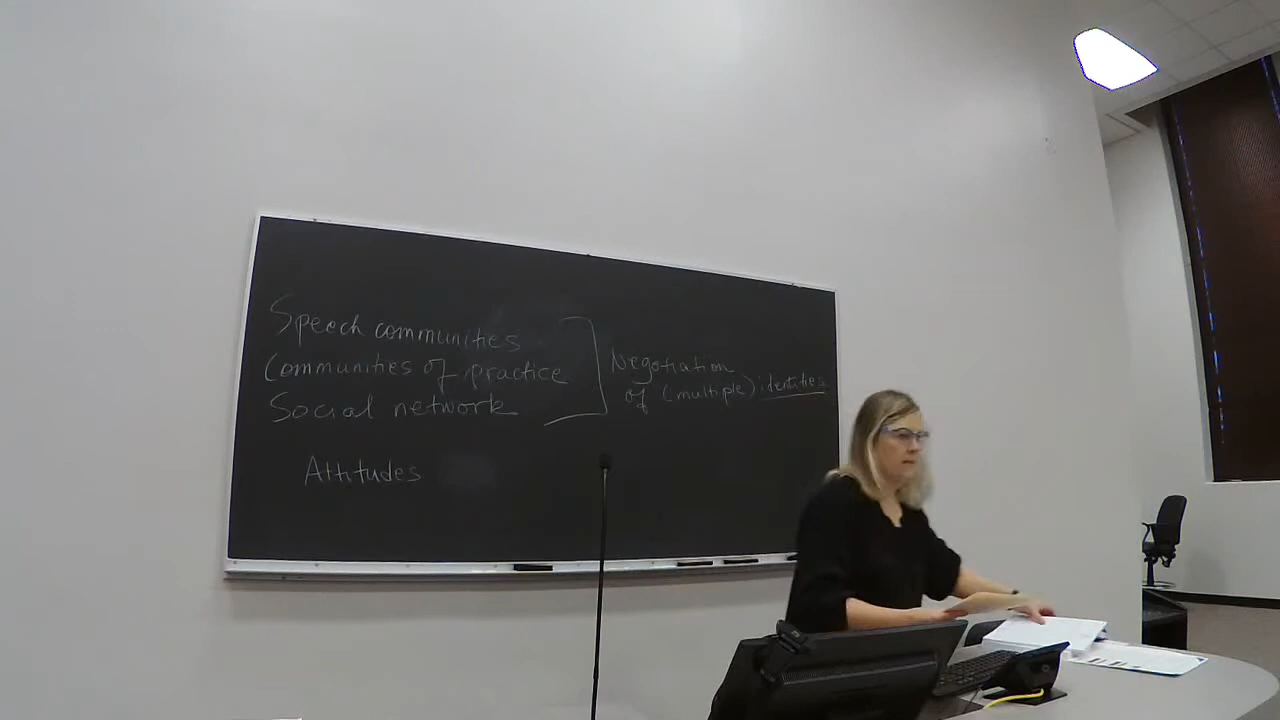 Speech communities
Communities of practice
Social network
Negotiation
of (multiple) identities
Attitudes